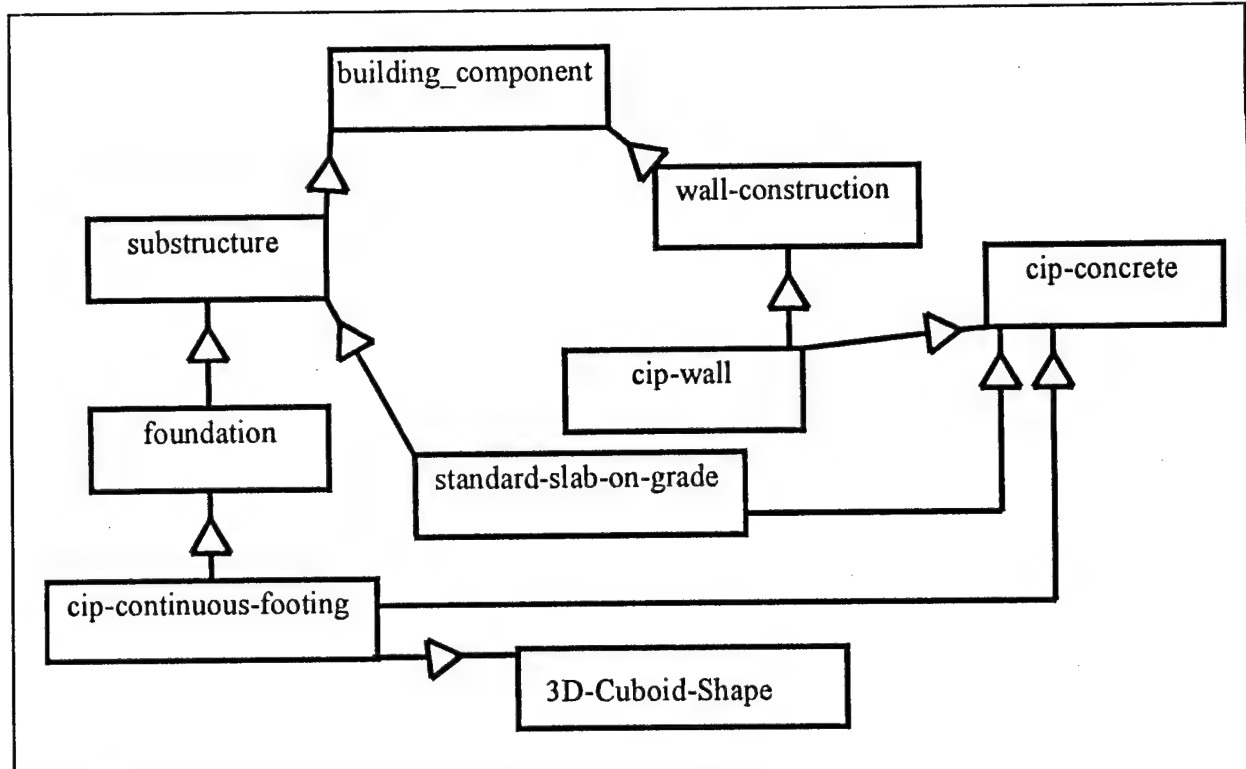 building_component
wall-construction
substructure
cip-concrete
cip-wall
foundation
standard-slab-on-grade
cip-continuous-footing
3D-Cuboid-Shape